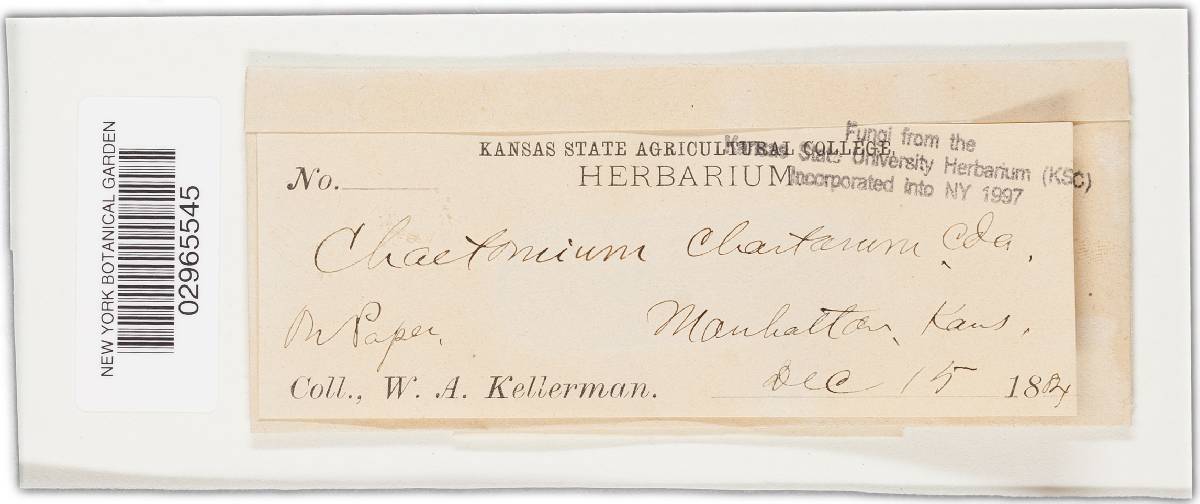 NEW YORK BOTANICAL GARDEN
02965545
KANSAS STATE AGRICULTURAL COLLEGE
No. HERBARIUM
Fungi from the
Kansas State University Herbarium (KSC)
Incorporated into NY 1997
Chaetomium chartarum Cda.
On Paper. Manhattan, Kans.
Coll., W. A. Kellerman. Dec 15 1884